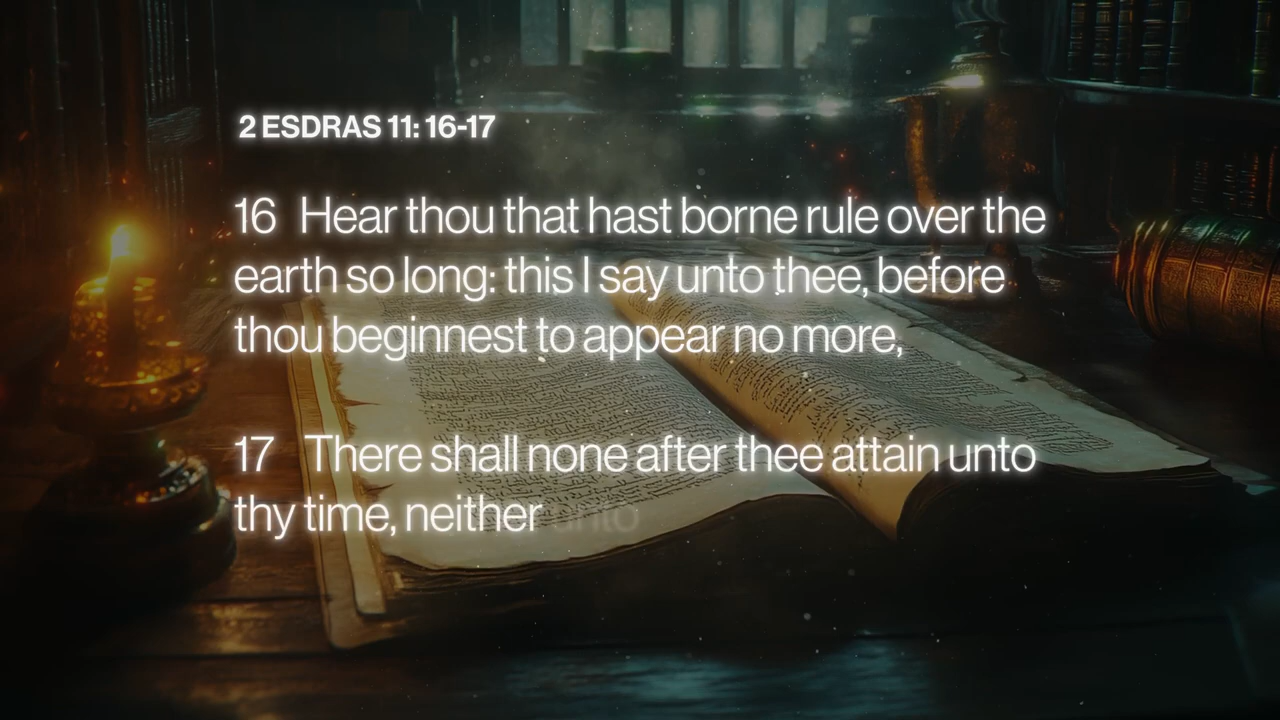 2 ESDRAS 11: 16-17
16 Hear thou that hast borne rule over the
earth so long: this I say unto thee, before
thou beginnest to appear no more,
17 There shall none after thee attain unto
thy time, neither unto